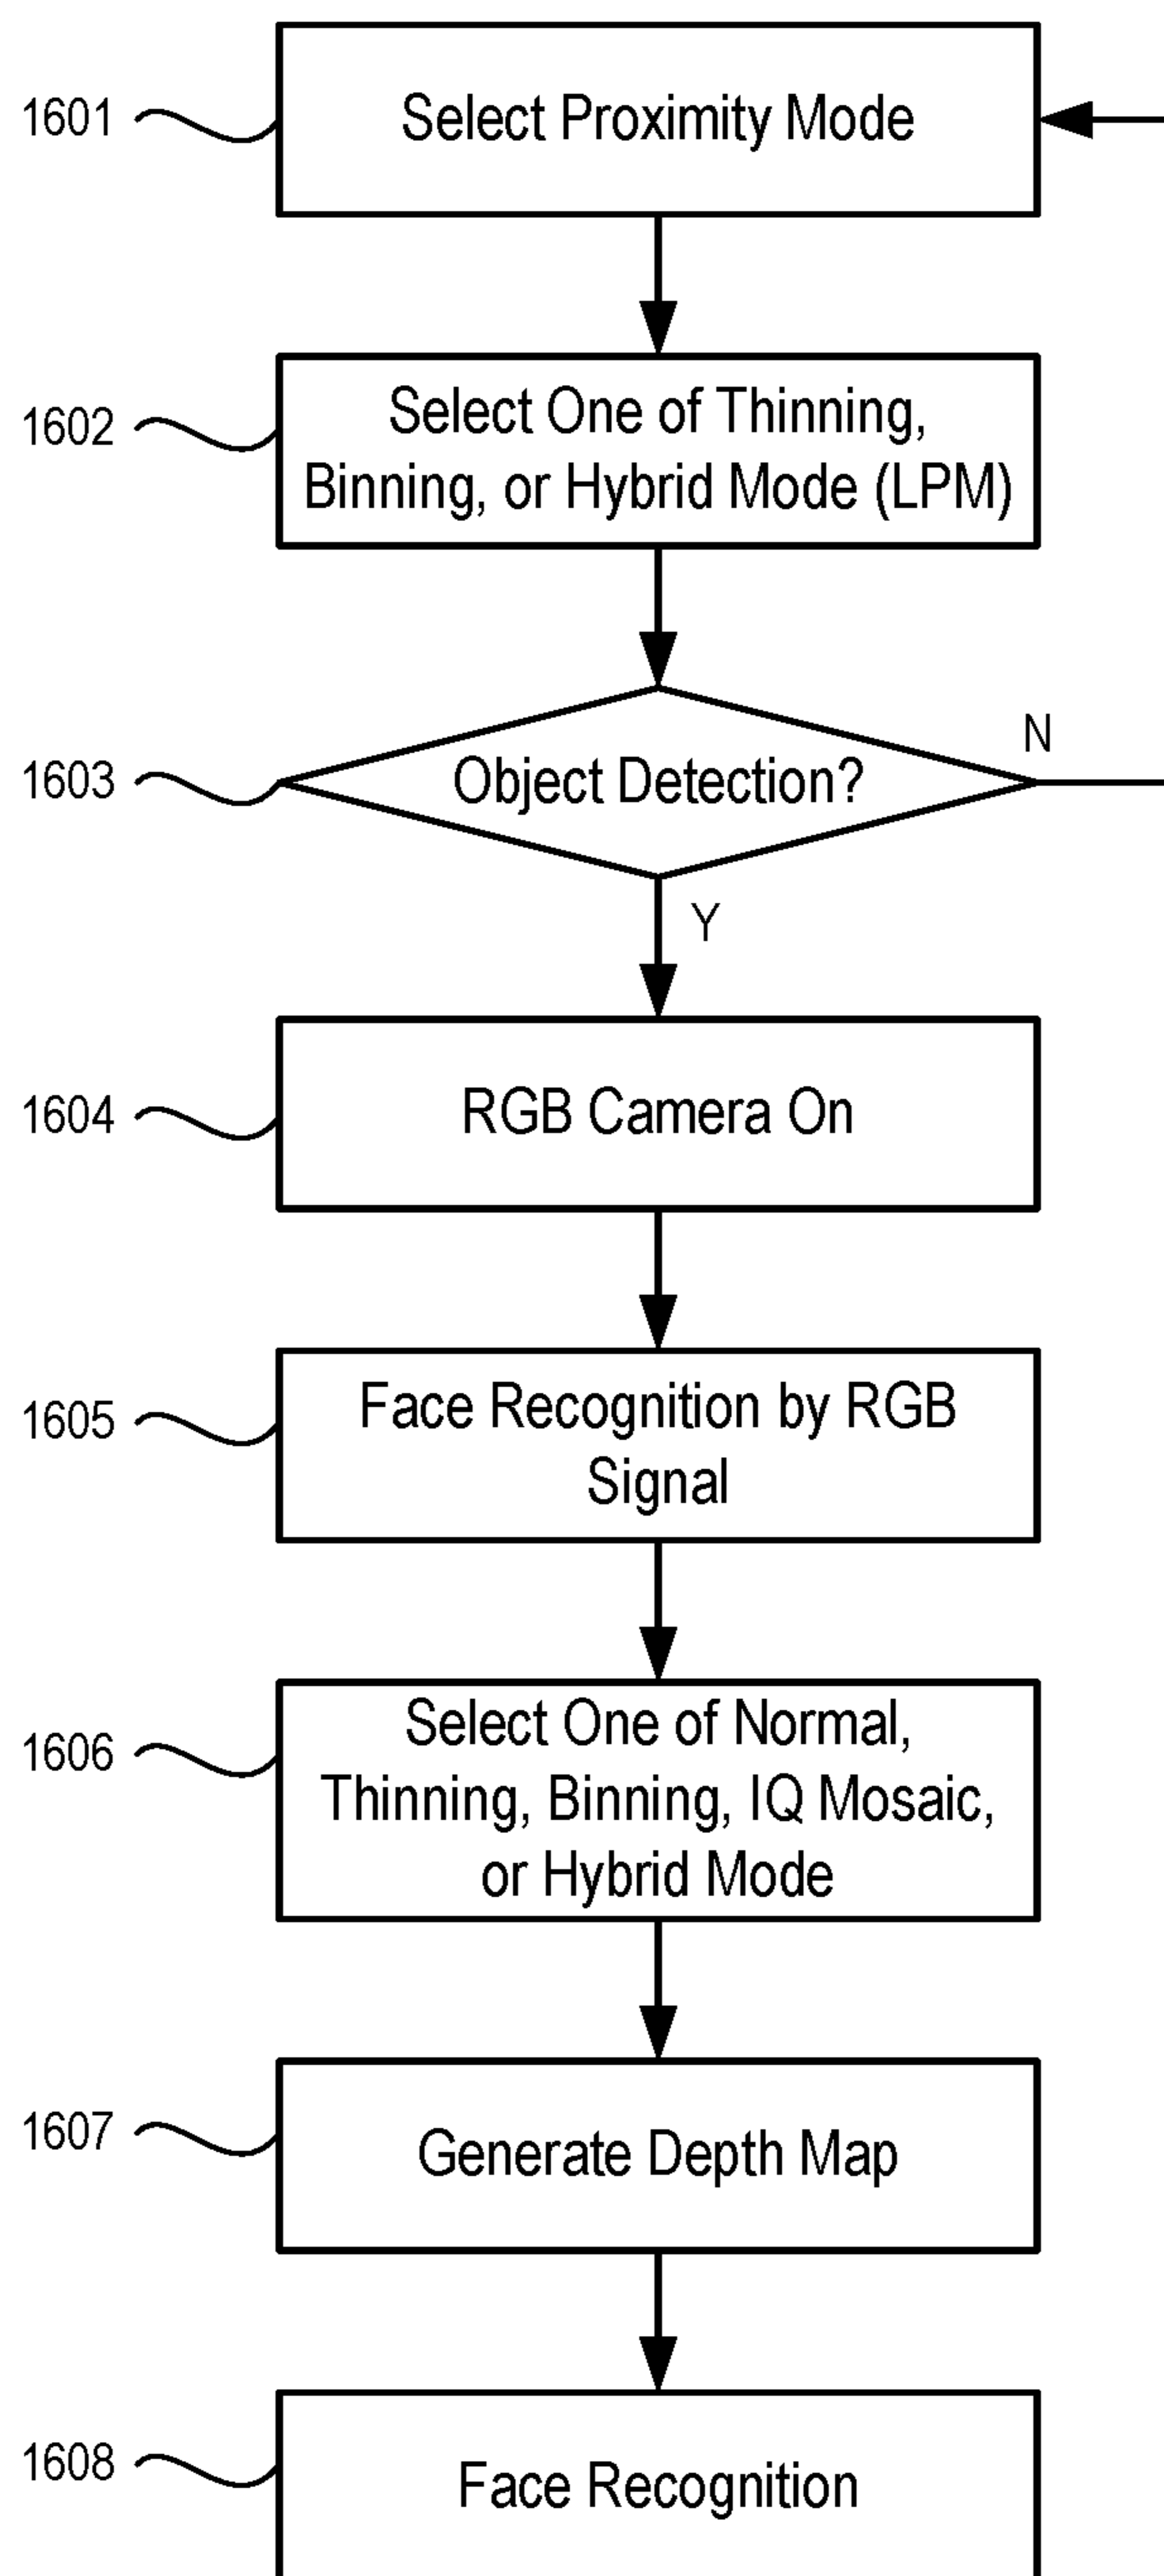 1601
Select Proximity Mode
1602
Select One of Thinning,
Binning, or Hybrid Mode (LPM)
1603
Object Detection?
N
Y
1604
RGB Camera On
1605
Face Recognition by RGB
Signal
1606
Select One of Normal,
Thinning, Binning, IQ Mosaic,
or Hybrid Mode
1607
Generate Depth Map
1608
Face Recognition